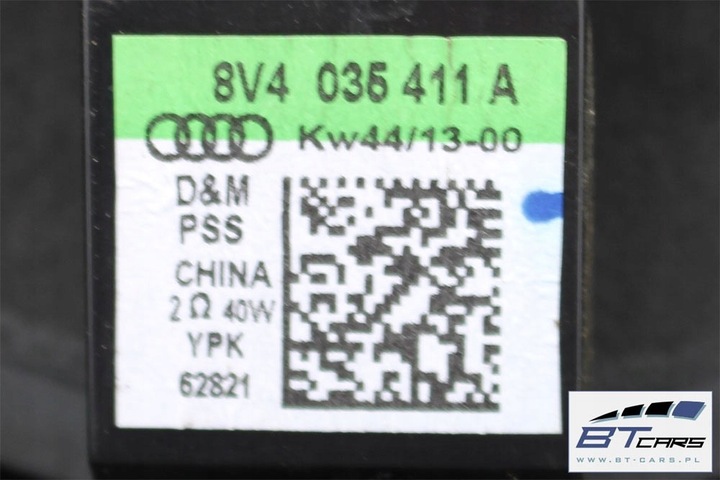 8V4 035 411 A
Kw44/13-00
D&M
PSS
CHINA
2 Ω 40W
YPK
62821
BT CARS
WWW.BT-CARS.PL